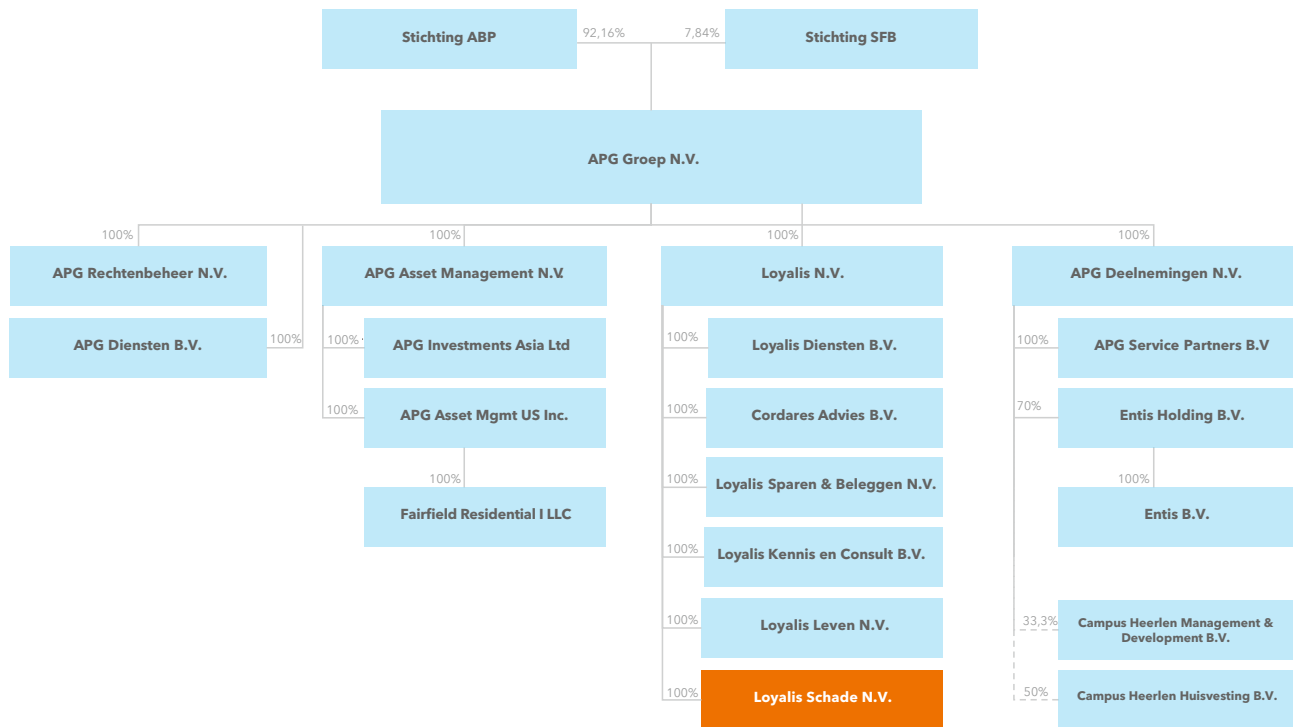 Stichting ABP
92,16%
7,84%
Stichting SFB
APG Groep N.V.
100%
100%
100%
100%
APG Rechtenbeheer N.V.
APG Asset Management N.V.
Loyalis N.V.
APG Deelnemingen N.V.
APG Diensten B.V.
100%
100%
APG Investments Asia Ltd
100%
Loyalis Diensten B.V.
100%
APG Service Partners B.V
100%
APG Asset Mgmt US Inc.
100%
Cordares Advies B.V.
70%
Entis Holding B.V.
100%
Fairfield Residential I LLC
100%
Loyalis Sparen & Beleggen N.V.
100%
Entis B.V.
100%
Loyalis Kennis en Consult B.V.
100%
Loyalis Leven N.V.
33,3%
Campus Heerlen Management &
Development B.V.
100%
Loyalis Schade N.V.
50%
Campus Heerlen Huisvesting B.V.